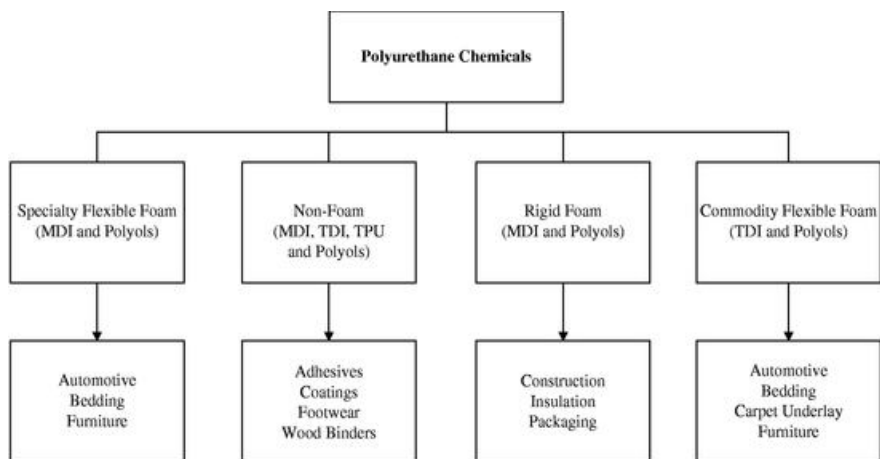 Polyurethane Chemicals
Specialty Flexible Foam
(MDI and Polyols)
Non-Foam
(MDI, TDI, TPU
and Polyols)
Rigid Foam
(MDI and Polyols)
Commodity Flexible Foam
(TDI and Polyols)
Automotive
Bedding
Furniture
Adhesives
Coatings
Footwear
Wood Binders
Construction
Insulation
Packaging
Automotive
Bedding
Carpet Underlay
Furniture